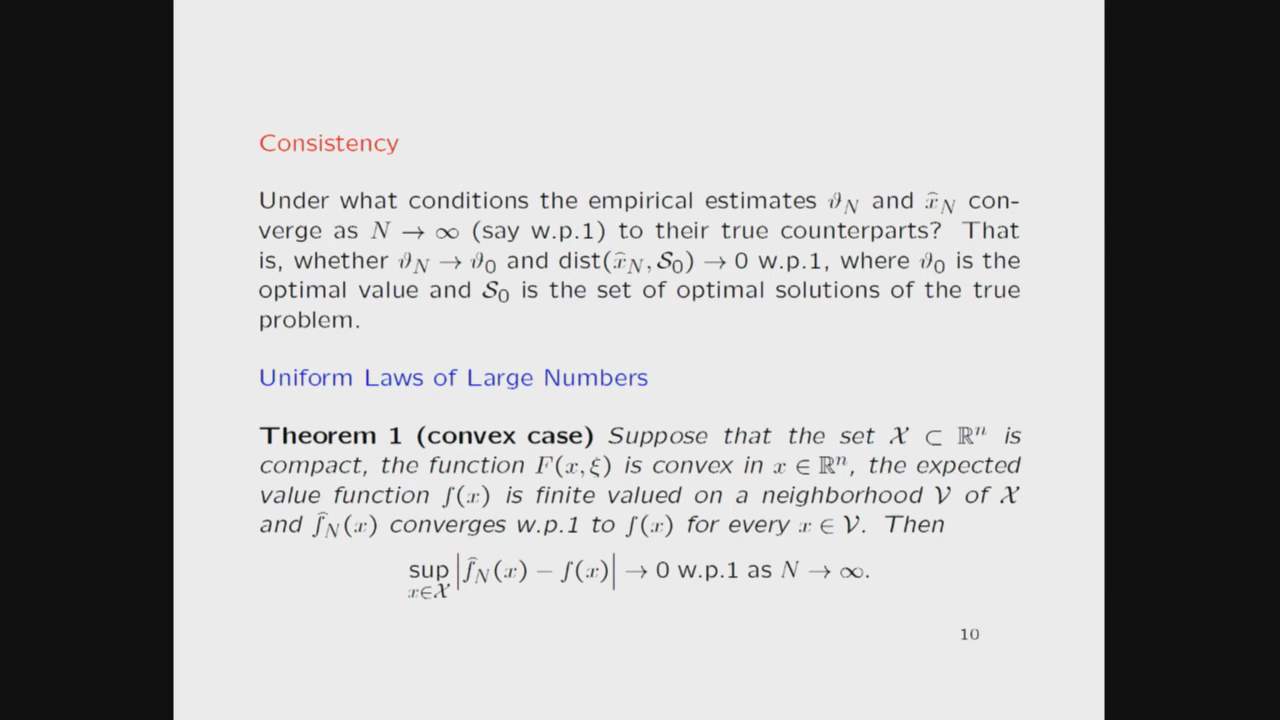 Consistency
Under what conditions the empirical estimates ϑ_N and x̂_N con-
verge as N → ∞ (say w.p.1) to their true counterparts? That
is, whether ϑ_N → ϑ_0 and dist(x̂_N, 𝒮_0) → 0 w.p.1, where ϑ_0 is the
optimal value and 𝒮_0 is the set of optimal solutions of the true
problem.
Uniform Laws of Large Numbers
Theorem 1 (convex case) Suppose that the set 𝒳 ⊂ ℝⁿ is
compact, the function F(x, ξ) is convex in x ∈ ℝⁿ, the expected
value function f(x) is finite valued on a neighborhood 𝒱 of 𝒳
and f̂_N(x) converges w.p.1 to f(x) for every x ∈ 𝒱. Then
sup_{x∈𝒳} |f̂_N(x) − f(x)| → 0 w.p.1 as N → ∞.
10